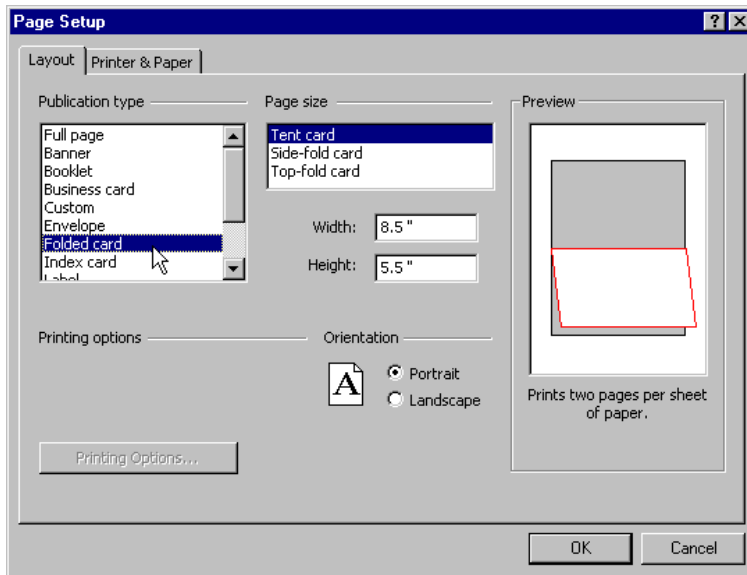 Page Setup
Layout
Printer & Paper
Publication type
Full page
Banner
Booklet
Business card
Custom
Envelope
Folded card
Index card
Label
Page size
Tent card
Side-fold card
Top-fold card
Width: 8.5 "
Height: 5.5 "
Preview
Prints two pages per sheet
of paper.
Printing options
Printing Options...
Orientation
A
Portrait
Landscape
OK
Cancel